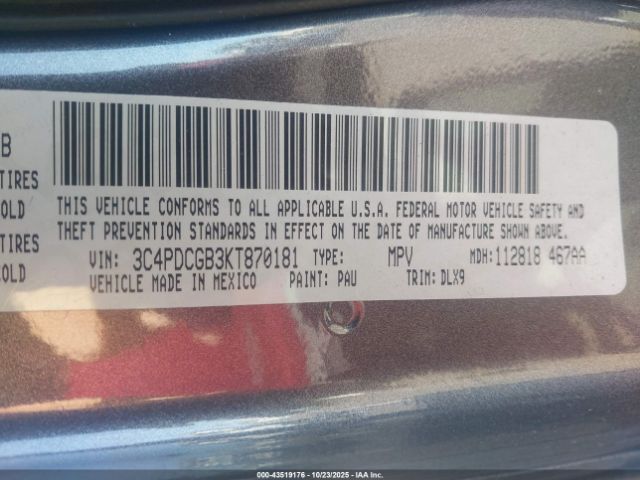 B
TIRES
OLD
TIRES
OLD
THIS VEHICLE CONFORMS TO ALL APPLICABLE U.S.A. FEDERAL MOTOR VEHICLE SAFETY AND
THEFT PREVENTION STANDARDS IN EFFECT ON THE DATE OF MANUFACTURE SHOWN ABOVE.
VIN: 3C4PDCGB3KT870181 TYPE: MPV MDH:112818 467AA
VEHICLE MADE IN MEXICO PAINT: PAU TRIM: DLX9
00-43519176 - 10/23/2025 - IAA Inc.